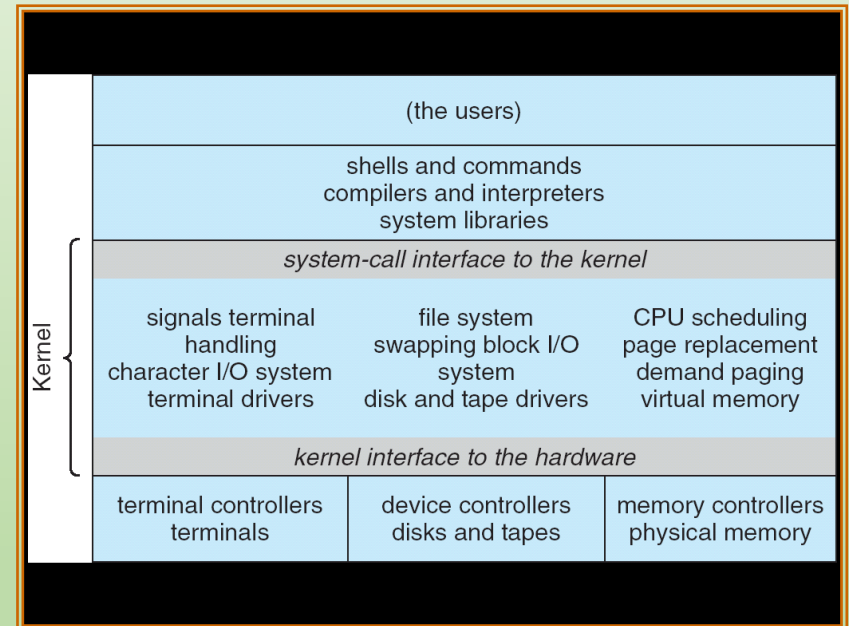 (the users)
shells and commands
compilers and interpreters
system libraries
system-call interface to the kernel
Kernel
signals terminal
handling
character I/O system
terminal drivers
file system
swapping block I/O
system
disk and tape drivers
CPU scheduling
page replacement
demand paging
virtual memory
kernel interface to the hardware
terminal controllers
terminals
device controllers
disks and tapes
memory controllers
physical memory